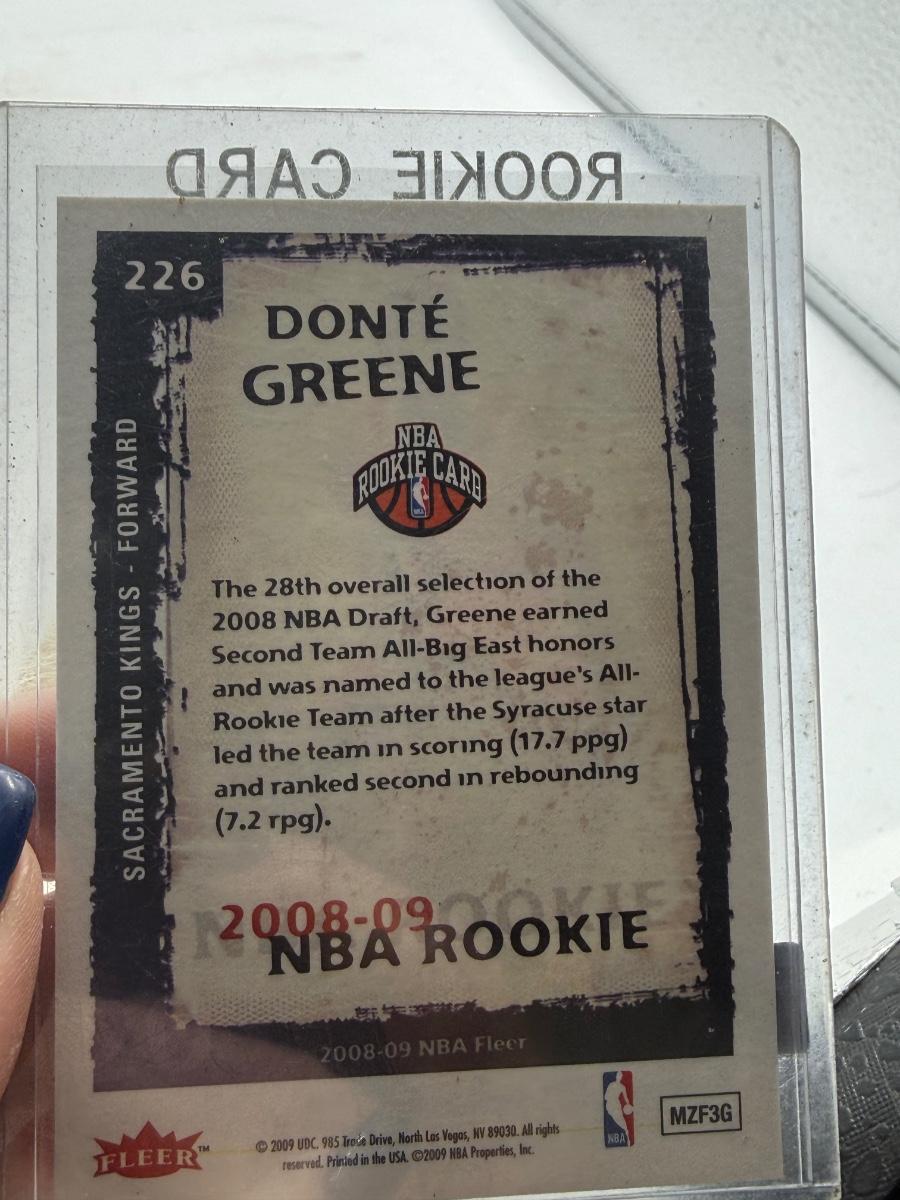 ROOKIE CARD
226
DONTÉ
GREENE
NBA
ROOKIE CARD
SACRAMENTO KINGS - FORWARD
The 28th overall selection of the
2008 NBA Draft, Greene earned
Second Team All-Big East honors
and was named to the league's All-
Rookie Team after the Syracuse star
led the team in scoring (17.7 ppg)
and ranked second in rebounding
(7.2 rpg).
NBA ROOKIE
2008-09
NBA ROOKIE
2008-09 NBA Fleer
FLEER™
© 2009 UDC. 985 Trade Drive, North Las Vegas, NV 89030. All rights
reserved. Printed in the USA. ©2009 NBA Properties, Inc.
NBA
MZF3G